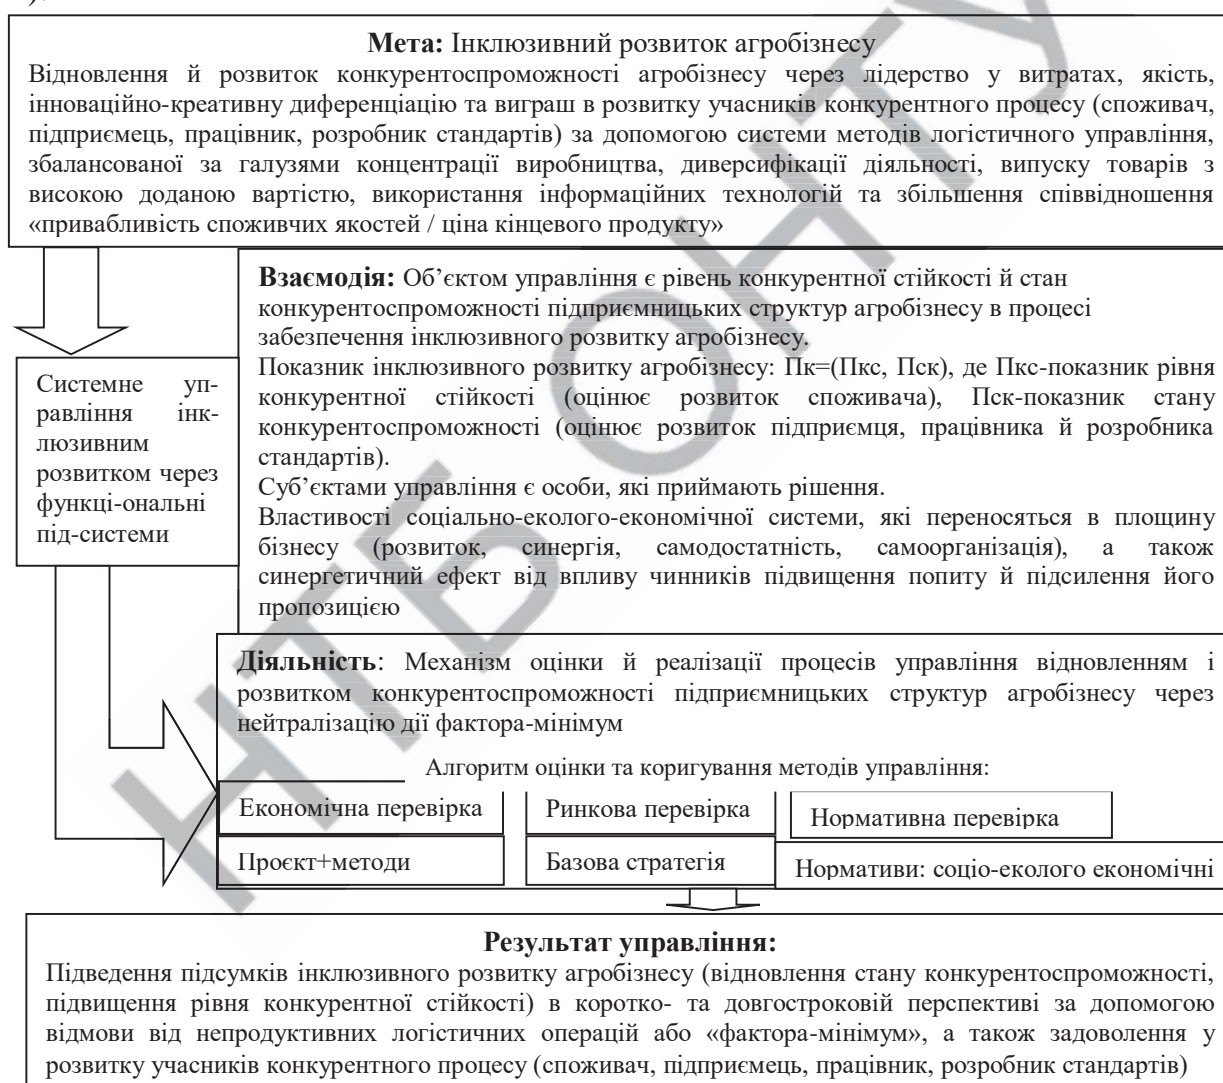 ).
Мета: Інклюзивний розвиток агробізнесу
Відновлення й розвиток конкурентоспроможності агробізнесу через лідерство у витратах, якість,
інноваційно-креативну диференціацію та виграш в розвитку учасників конкурентного процесу (споживач,
підприємець, працівник, розробник стандартів) за допомогою системи методів логістичного управління,
збалансованої за галузями концентрації виробництва, диверсифікації діяльності, випуску товарів з
високою доданою вартістю, використання інформаційних технологій та збільшення співвідношення
«привабливість споживчих якостей / ціна кінцевого продукту»
Взаємодія: Об’єктом управління є рівень конкурентної стійкості й стан
конкурентоспроможності підприємницьких структур агробізнесу в процесі
забезпечення інклюзивного розвитку агробізнесу.
Показник інклюзивного розвитку агробізнесу: Пк=(Пкс, Пск), де Пкс-показник рівня
конкурентної стійкості (оцінює розвиток споживача), Пск-показник стану
конкурентоспроможності (оцінює розвиток підприємця, працівника й розробника
стандартів).
Суб’єктами управління є особи, які приймають рішення.
Властивості соціально-еколого-економічної системи, які переносяться в площину
бізнесу (розвиток, синергія, самодостатність, самоорганізація), а також
синергетичний ефект від впливу чинників підвищення попиту й підсилення його
пропозицією
Системне уп-
равління інк-
люзивним
розвитком через
функці-ональні
під-системи
Діяльність: Механізм оцінки й реалізації процесів управління відновленням і
розвитком конкурентоспроможності підприємницьких структур агробізнесу через
нейтралізацію дії фактора-мінімум
Алгоритм оцінки та коригування методів управління:
Економічна перевірка
Ринкова перевірка
Нормативна перевірка
Проєкт+методи
Базова стратегія
Нормативи: соціо-еколого економічні
Результат управління:
Підведення підсумків інклюзивного розвитку агробізнесу (відновлення стану конкурентоспроможності,
підвищення рівня конкурентної стійкості) в коротко- та довгостроковій перспективі за допомогою
відмови від непродуктивних логістичних операцій або «фактора-мінімум», а також задоволення у
розвитку учасників конкурентного процесу (споживач, підприємець, працівник, розробник стандартів)
НТБ ОНТУ